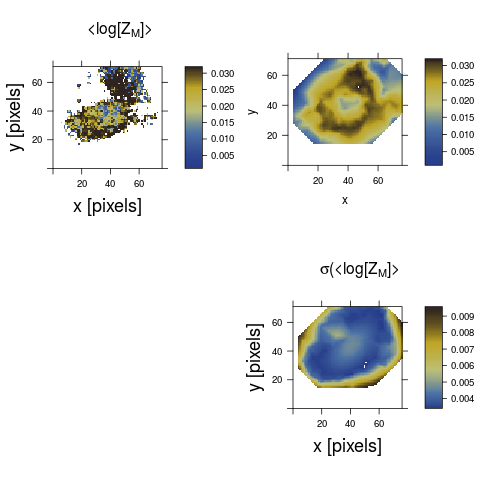 <log[Z_M]>
60
40
20
20 40 60
y [pixels]
x [pixels]
0.030
0.025
0.020
0.015
0.010
0.005
60
40
20
20 40 60
y
x
0.030
0.025
0.020
0.015
0.010
0.005
σ(<log[Z_M]>
60
40
20
20 40 60
y [pixels]
x [pixels]
0.009
0.008
0.007
0.006
0.005
0.004